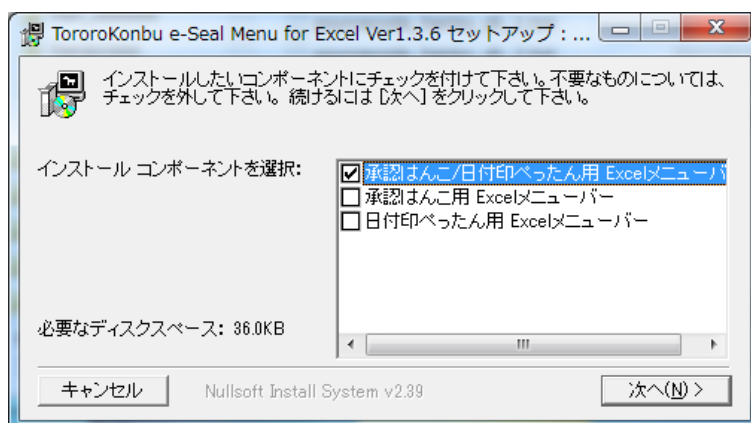 TororoKonbu e-Seal Menu for Excel Ver1.3.6 セットアップ：...
インストールしたいコンポーネントにチェックを付けて下さい。不要なものについては、
チェックを外して下さい。続けるには [次へ] をクリックして下さい。
インストール コンポーネントを選択:
承認はんこ/日付印ぺったん用 Excelメニューバ
承認はんこ用 Excelメニューバー
日付印ぺったん用 Excelメニューバー
必要なディスクスペース: 36.0KB
キャンセル
Nullsoft Install System v2.39
次へ(N) >